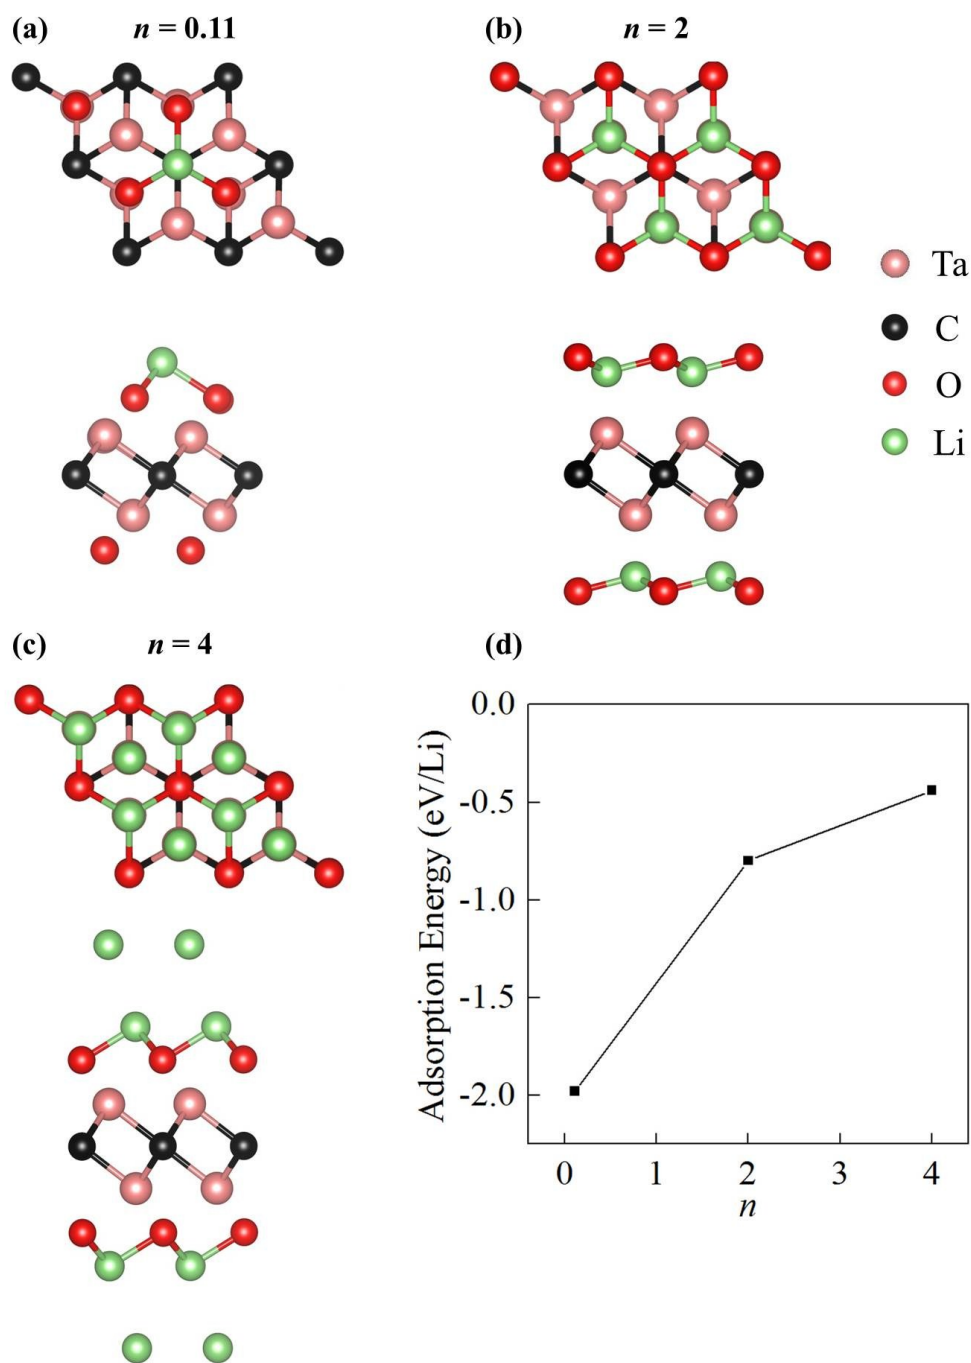 (a) n = 0.11
(b) n = 2
Ta
C
O
Li
(c) n = 4
(d)
Adsorption Energy (eV/Li)
0.0
-0.5
-1.0
-1.5
-2.0
0 1 2 3 4
n